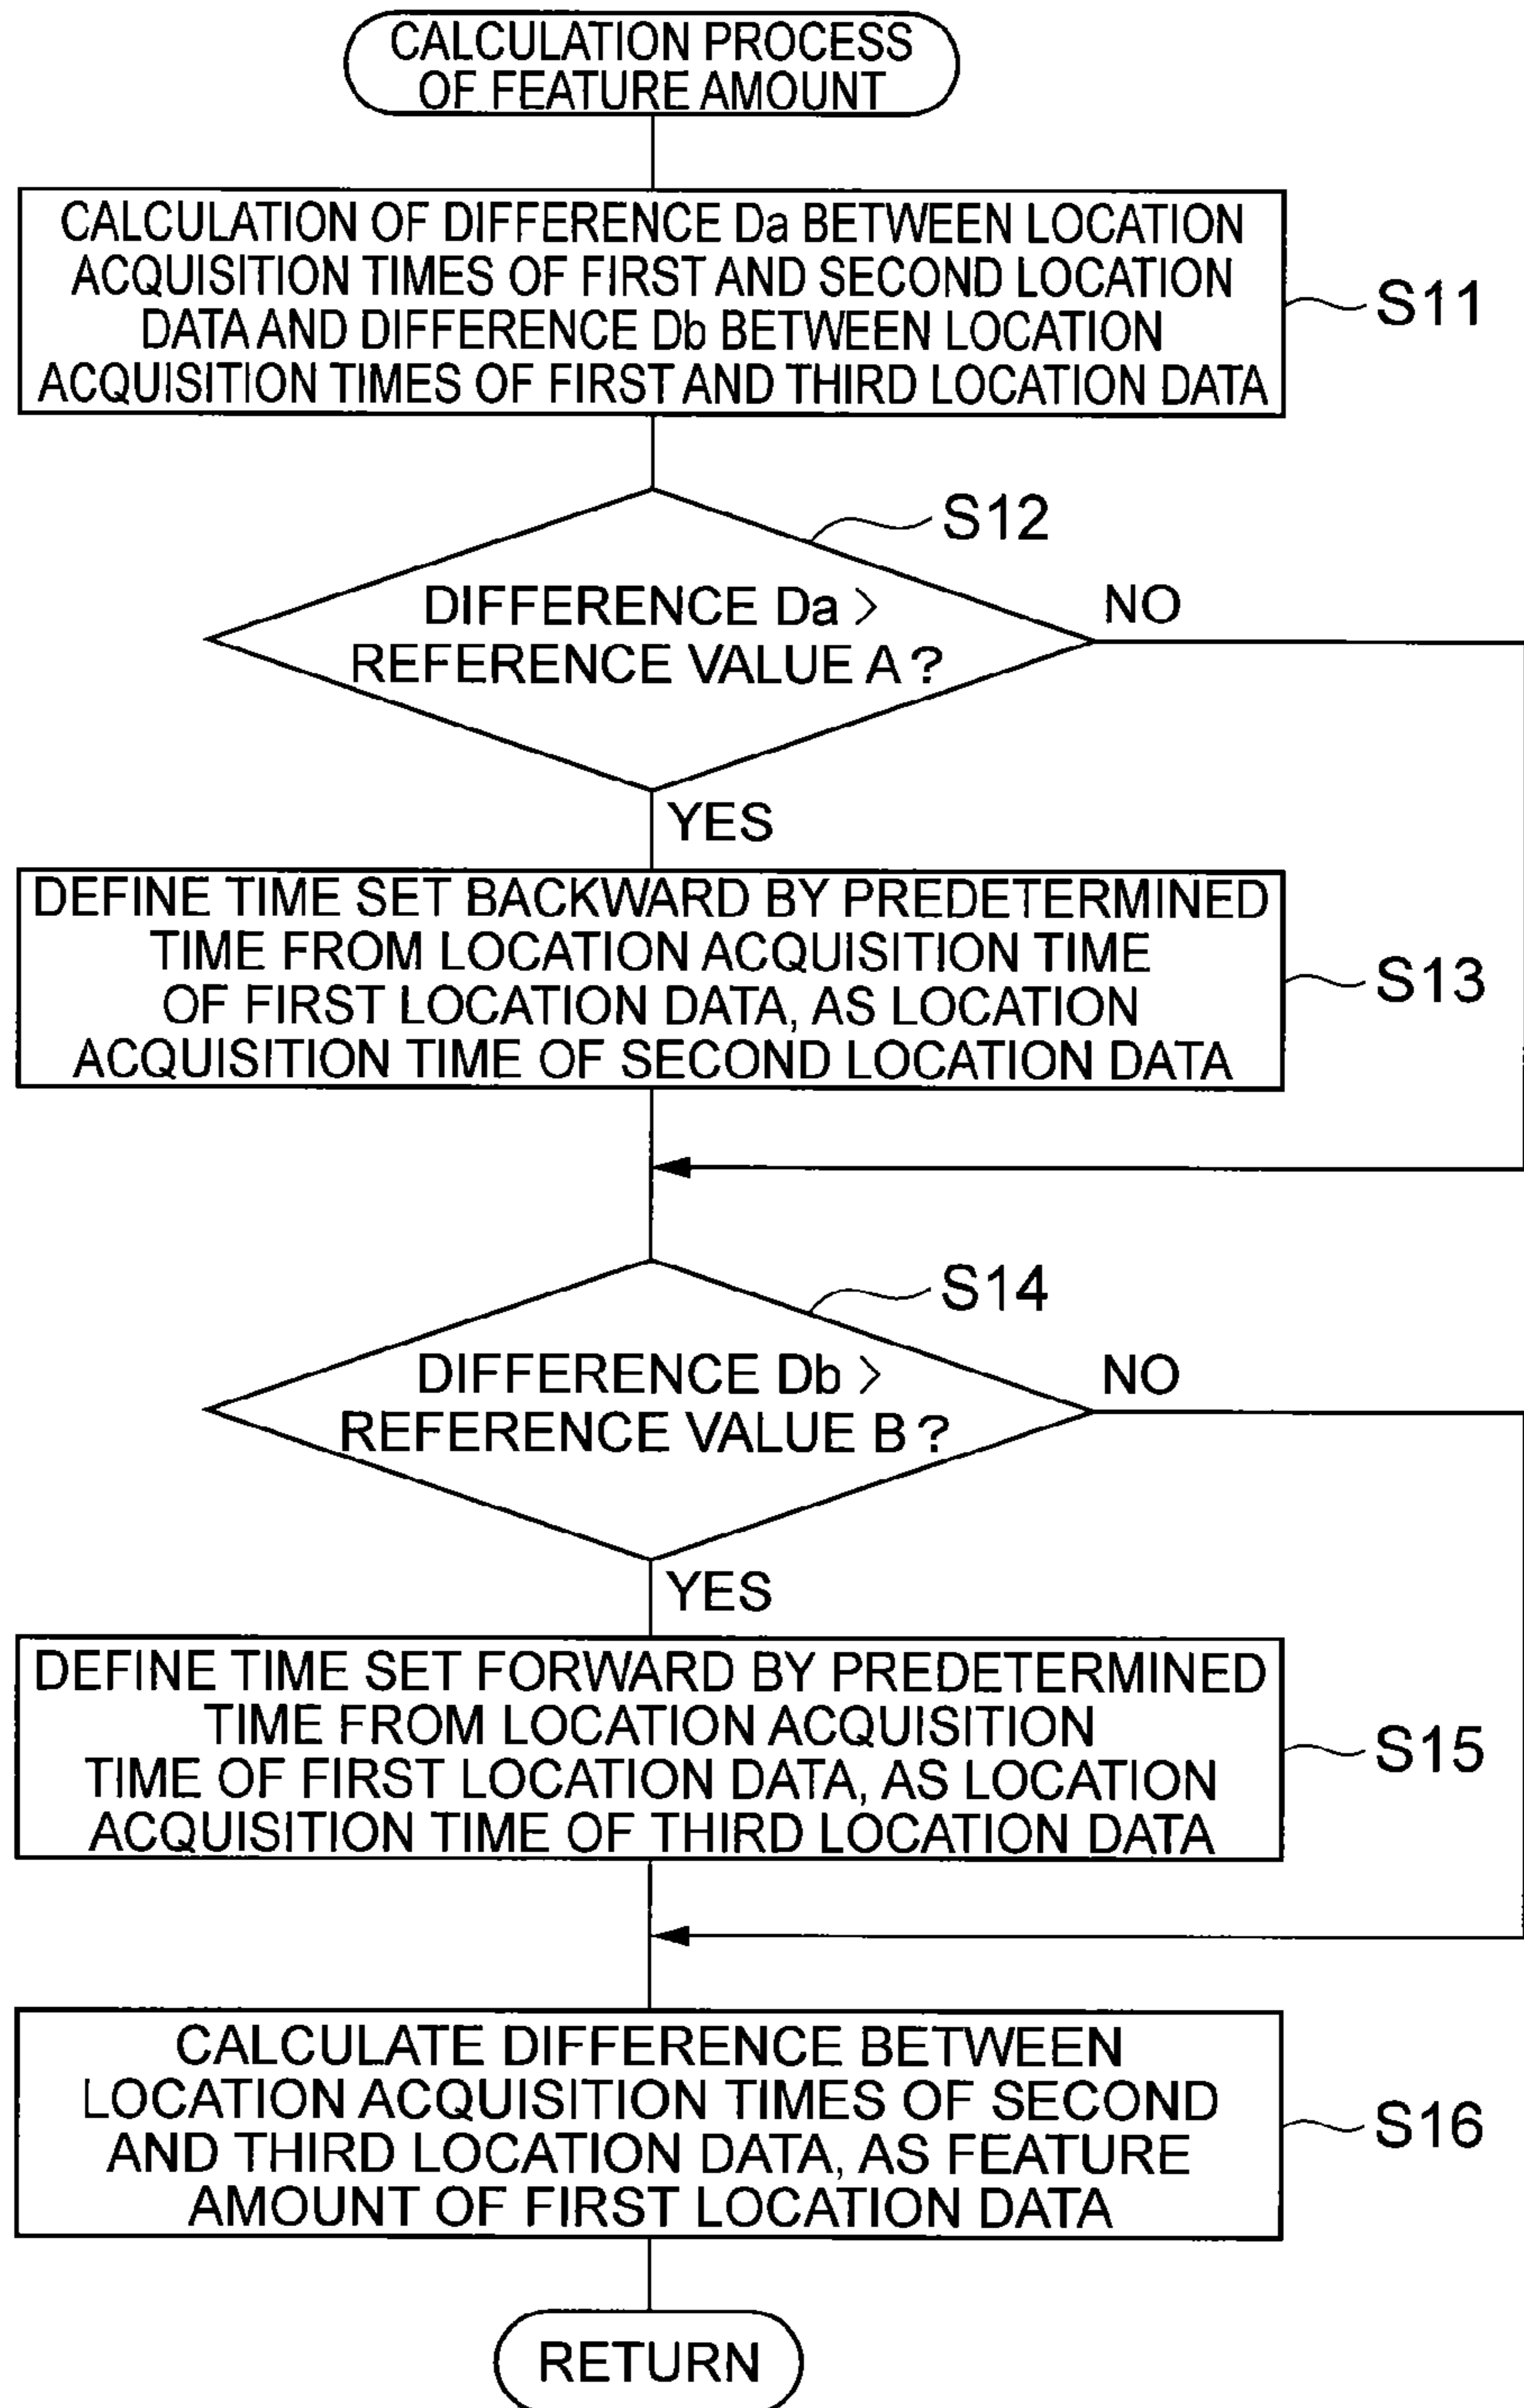 CALCULATION PROCESS
OF FEATURE AMOUNT
CALCULATION OF DIFFERENCE Da BETWEEN LOCATION
ACQUISITION TIMES OF FIRST AND SECOND LOCATION
DATA AND DIFFERENCE Db BETWEEN LOCATION
ACQUISITION TIMES OF FIRST AND THIRD LOCATION DATA
S11
S12
DIFFERENCE Da >
REFERENCE VALUE A ?
NO
YES
DEFINE TIME SET BACKWARD BY PREDETERMINED
TIME FROM LOCATION ACQUISITION TIME
OF FIRST LOCATION DATA, AS LOCATION
ACQUISITION TIME OF SECOND LOCATION DATA
S13
S14
DIFFERENCE Db >
REFERENCE VALUE B ?
NO
YES
DEFINE TIME SET FORWARD BY PREDETERMINED
TIME FROM LOCATION ACQUISITION
TIME OF FIRST LOCATION DATA, AS LOCATION
ACQUISITION TIME OF THIRD LOCATION DATA
S15
CALCULATE DIFFERENCE BETWEEN
LOCATION ACQUISITION TIMES OF SECOND
AND THIRD LOCATION DATA, AS FEATURE
AMOUNT OF FIRST LOCATION DATA
S16
RETURN